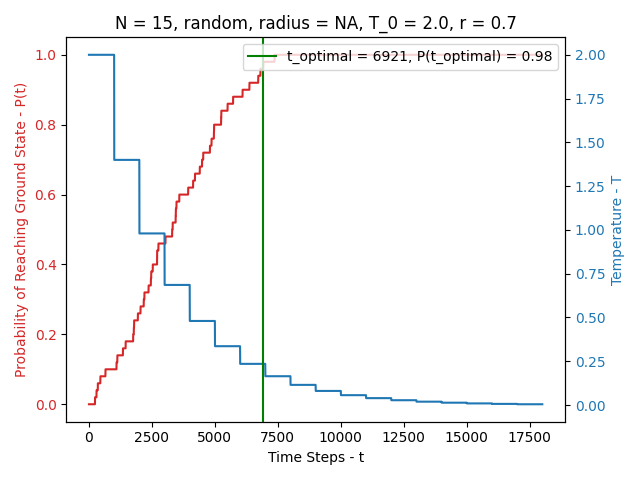 N = 15, random, radius = NA, T_0 = 2.0, r = 0.7
t_optimal = 6921, P(t_optimal) = 0.98
Probability of Reaching Ground State - P(t)
1.0
0.8
0.6
0.4
0.2
0.0
2.00
1.75
1.50
1.25
1.00
0.75
0.50
0.25
0.00
Temperature - T
0 2500 5000 7500 10000 12500 15000 17500
Time Steps - t